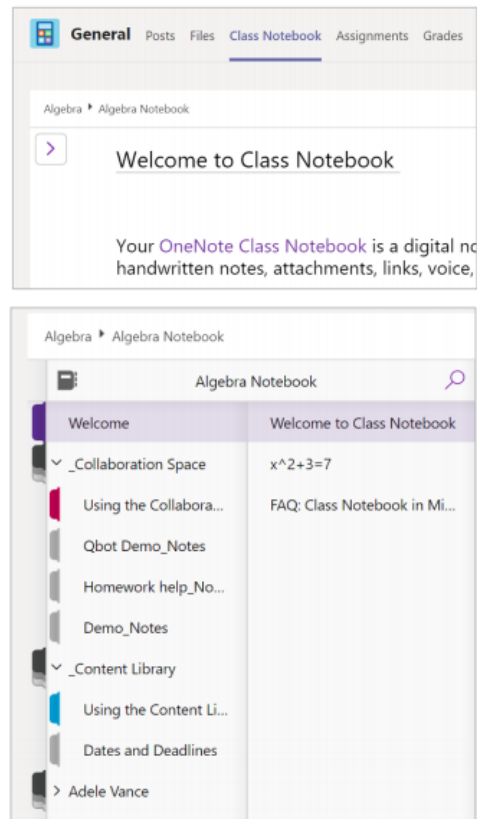 General Posts Files Class Notebook Assignments Grades
Algebra Algebra Notebook
Welcome to Class Notebook
Your OneNote Class Notebook is a digital
handwritten notes, attachments, links, voice,
Algebra Algebra Notebook
Algebra Notebook
Welcome
_Collaboration Space
Using the Collabora...
Qbot Demo_Notes
Homework help_No...
Demo_Notes
_Content Library
Using the Content Li...
Dates and Deadlines
Adele Vance
Welcome to Class Notebook
x^2+3=7
FAQ: Class Notebook in Mi...